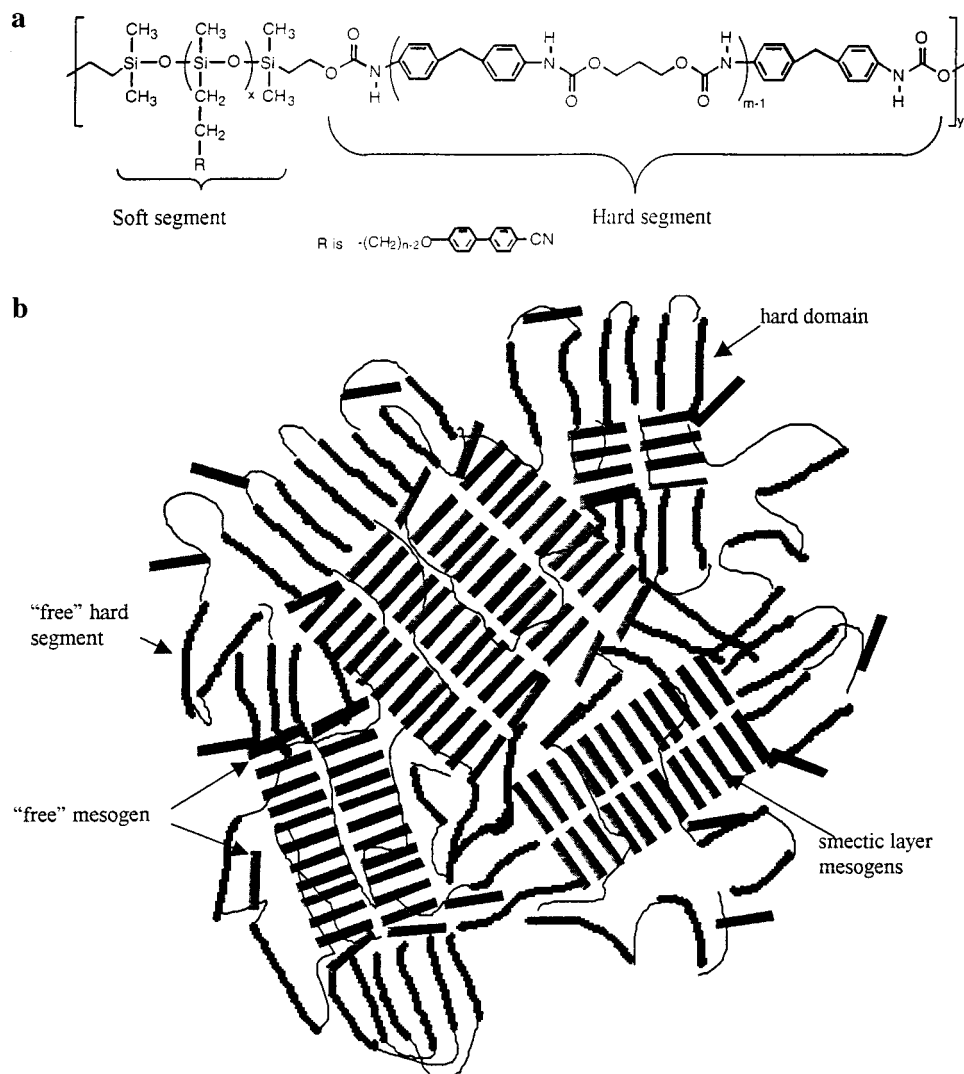 a
CH3 CH3 CH3
Si O Si O Si O O
CH3 CH2 x CH3
CH2
R
O
N
H
H
N
O
O
O
O
H
N
m-1
N
H
O
O
y
Soft segment
Hard segment
R is -(CH2)n-2O CN
b
hard domain
"free" hard
segment
"free" mesogen
smectic layer
mesogens